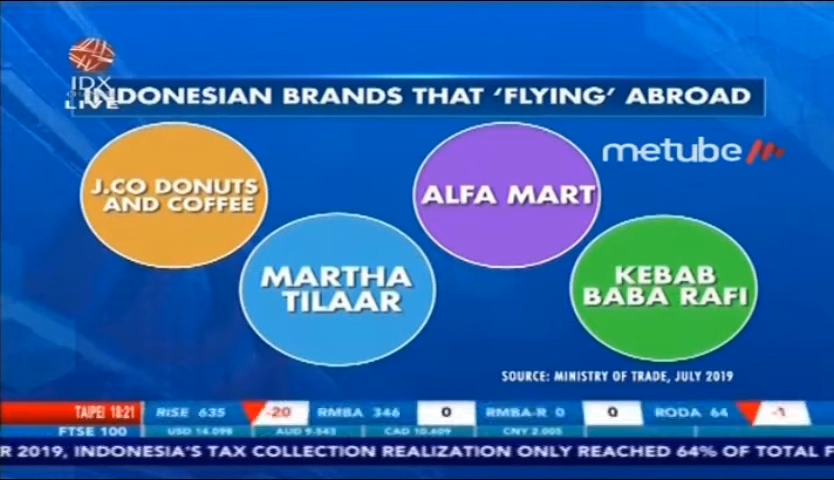 IDX
LIVE
INDONESIAN BRANDS THAT ‘FLYING’ ABROAD
metube
J.CO DONUTS
AND COFFEE
ALFA MART
MARTHA
TILAAR
KEBAB
BABA RAFI
SOURCE: MINISTRY OF TRADE, JULY 2019
TAIPEI 18:21 RISE 635 -20 RMBA 346 0 RMBA-R 0 0 RODA 64 -1
FTSE 100 USD 14.098 AUD 9.543 CAD 10.609 CNY 2.005
R 2019, INDONESIA'S TAX COLLECTION REALIZATION ONLY REACHED 64% OF TOTAL F